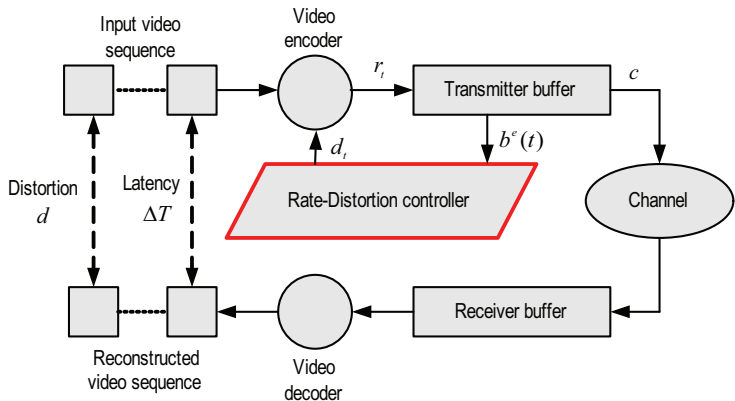 Input video
sequence
Video
encoder
r_t
Transmitter buffer
c
d_t
b^e(t)
Distortion
d
Latency
ΔT
Rate-Distortion controller
Channel
Receiver buffer
Reconstructed
video sequence
Video
decoder